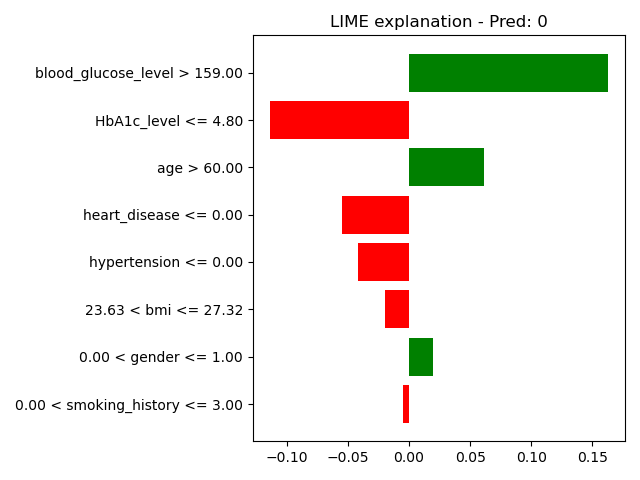 LIME explanation - Pred: 0
blood_glucose_level > 159.00
HbA1c_level <= 4.80
age > 60.00
heart_disease <= 0.00
hypertension <= 0.00
23.63 < bmi <= 27.32
0.00 < gender <= 1.00
0.00 < smoking_history <= 3.00
−0.10 −0.05 0.00 0.05 0.10 0.15